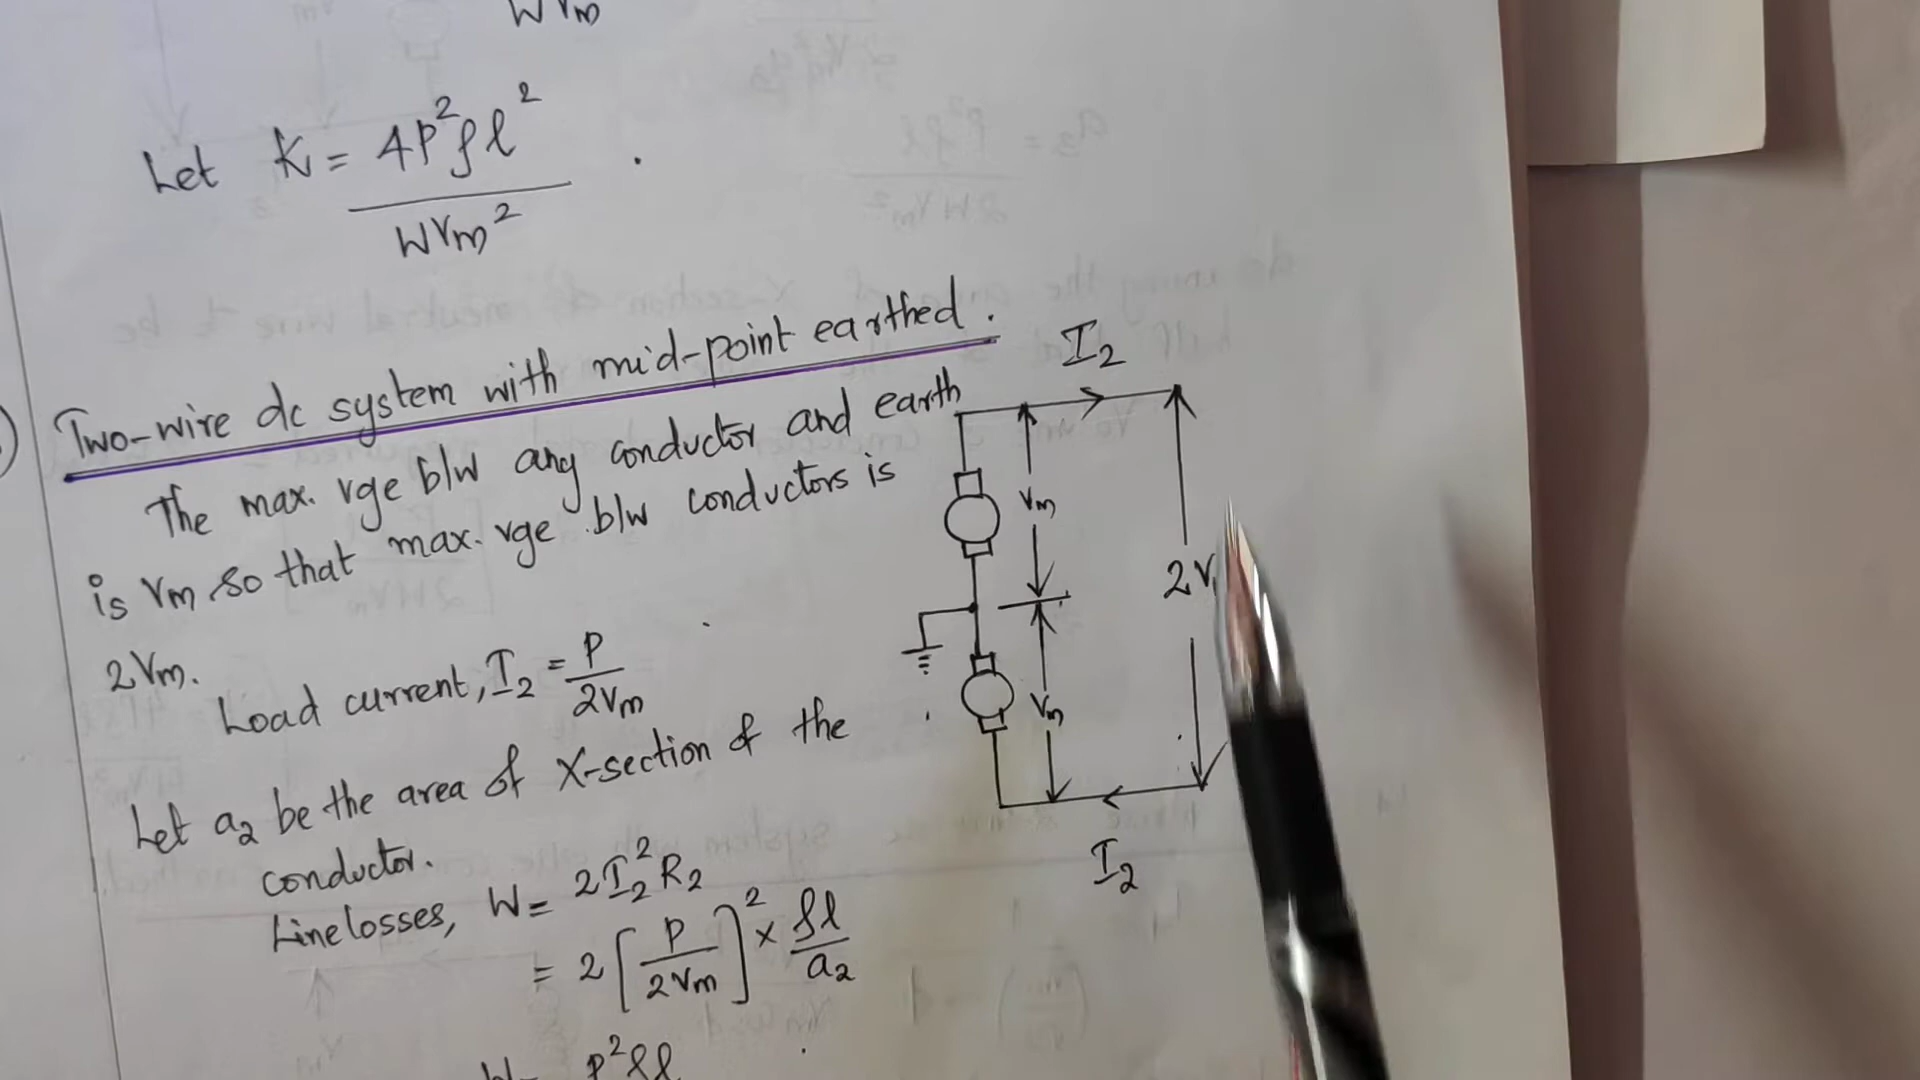 WVm
Let K = 4P²ρl² / WVm²
Two-wire dc system with mid-point earthed.
The max. vge b/w any conductor and earth
is Vm so that max. vge b/w conductors is
2Vm.
Load current, I₂ = P / 2Vm
Let a₂ be the area of X-section of the
conductor.
Line losses, W = 2I₂²R₂
= 2[P / 2Vm]² × ρl / a₂
W = P²ρl
I₂
Vm
2V
Vm
I₂